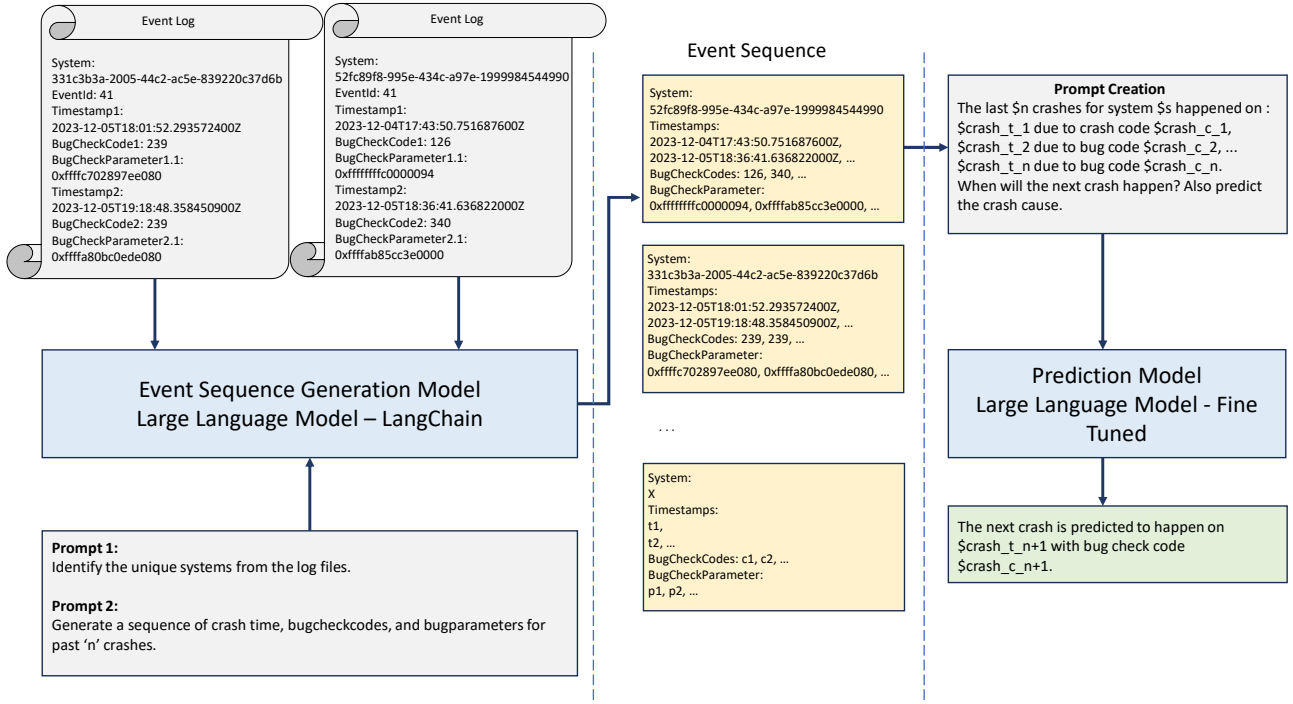 Event Log
System:
331c3b3a-2005-44c2-ac5e-839220c37d6b
EventId: 41
Timestamp1:
2023-12-05T18:01:52.293572400Z
BugCheckCode1: 239
BugCheckParameter1.1:
0xffffc702897ee080
Timestamp2:
2023-12-05T19:18:48.358450900Z
BugCheckCode2: 239
BugCheckParameter2.1:
0xffffa80bc0ede080
Event Log
System:
52fc89f8-995e-434c-a97e-1999984544990
EventId: 41
Timestamp1:
2023-12-04T17:43:50.751687600Z
BugCheckCode1: 126
BugCheckParameter1.1:
0xffffffffc0000094
Timestamp2:
2023-12-05T18:36:41.636822000Z
BugCheckCode2: 340
BugCheckParameter2.1:
0xffffab85cc3e0000
Event Sequence Generation Model
Large Language Model – LangChain
Prompt 1:
Identify the unique systems from the log files.
Prompt 2:
Generate a sequence of crash time, bugcheckcodes, and bugparameters for
past ‘n’ crashes.
Event Sequence
System:
52fc89f8-995e-434c-a97e-1999984544990
Timestamps:
2023-12-04T17:43:50.751687600Z,
2023-12-05T18:36:41.636822000Z, ...
BugCheckCodes: 126, 340, ...
BugCheckParameter:
0xffffffffc0000094, 0xffffab85cc3e0000, ...
System:
331c3b3a-2005-44c2-ac5e-839220c37d6b
Timestamps:
2023-12-05T18:01:52.293572400Z,
2023-12-05T19:18:48.358450900Z, ...
BugCheckCodes: 239, 239, ...
BugCheckParameter:
0xffffc702897ee080, 0xffffa80bc0ede080, ...
...
System:
X
Timestamps:
t1,
t2, ...
BugCheckCodes: c1, c2, ...
BugCheckParameter:
p1, p2, ...
Prompt Creation
The last $n crashes for system $s happened on :
$crash_t_1 due to crash code $crash_c_1,
$crash_t_2 due to bug code $crash_c_2, ...
$crash_t_n due to bug code $crash_c_n.
When will the next crash happen? Also predict
the crash cause.
Prediction Model
Large Language Model - Fine
Tuned
The next crash is predicted to happen on
$crash_t_n+1 with bug check code
$crash_c_n+1.